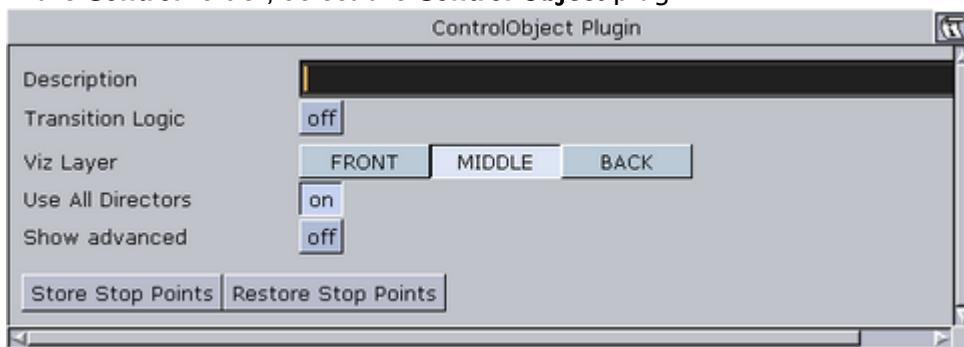 ControlObject Plugin
Description
Transition Logic off
Viz Layer FRONT MIDDLE BACK
Use All Directors on
Show advanced off
Store Stop Points Restore Stop Points